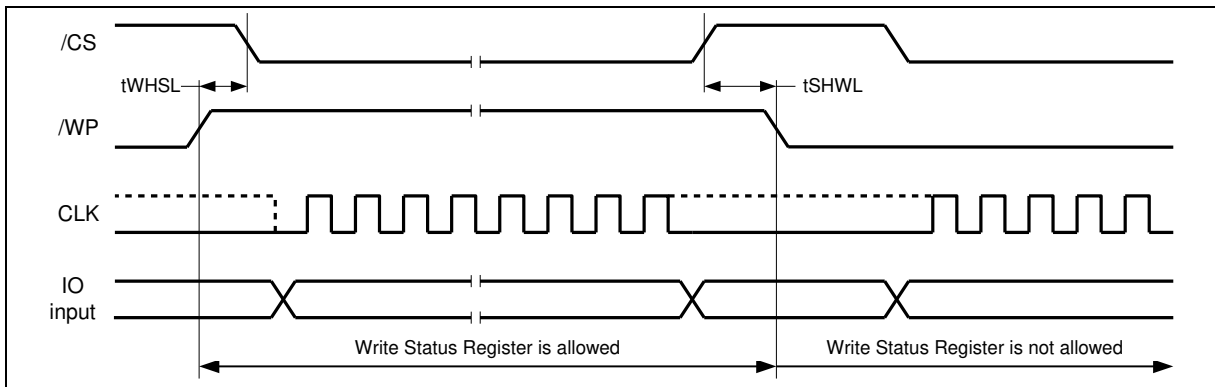 /CS
tWHSL
tSHWL
/WP
CLK
IO
input
Write Status Register is allowed
Write Status Register is not allowed